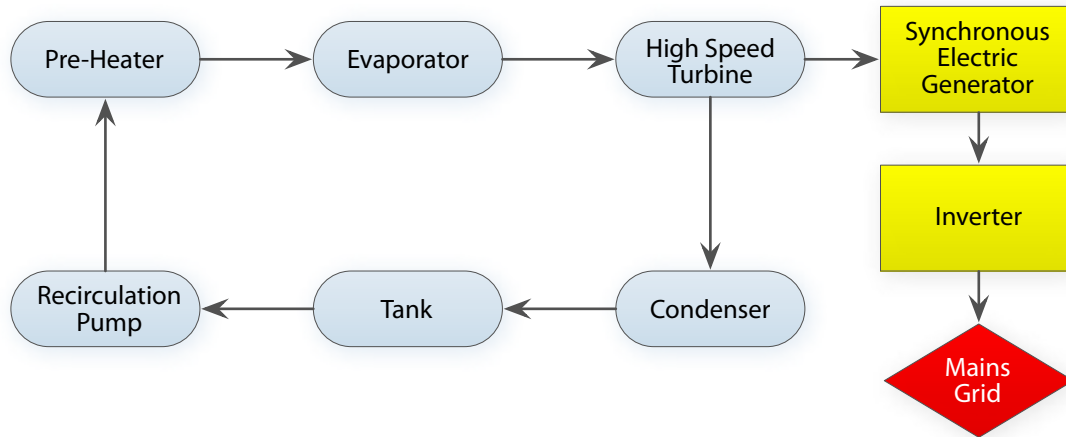 Pre-Heater
Evaporator
High Speed
Turbine
Synchronous
Electric
Generator
Inverter
Recirculation
Pump
Tank
Condenser
Mains
Grid